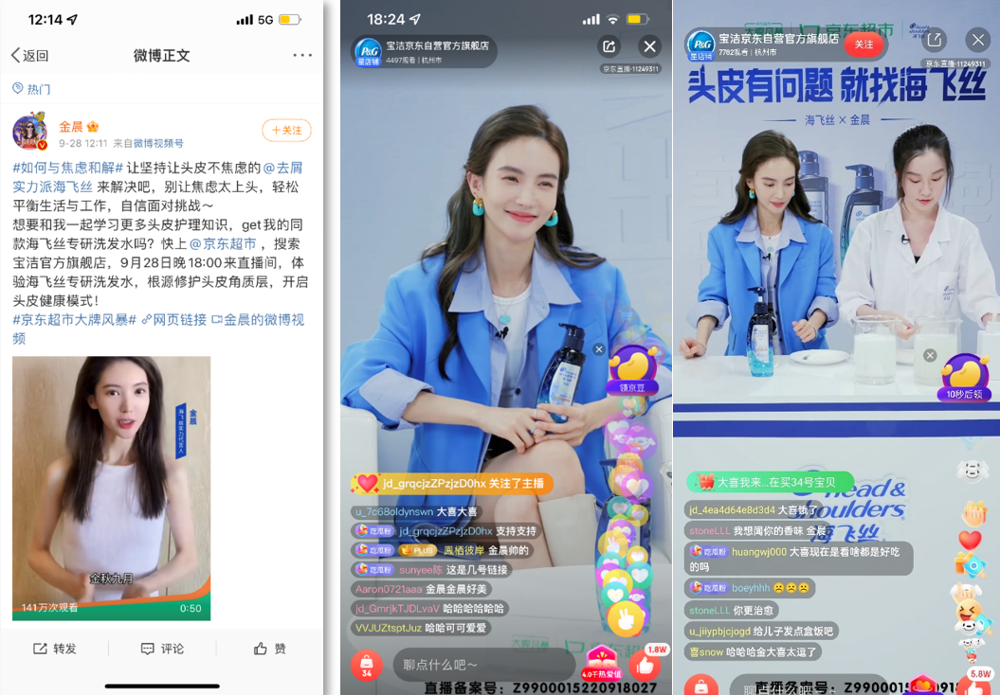 12:14
5G
返回
微博正文
热门
金晨
9-28 12:11 来自微博视频号
+关注
#如何与焦虑和解# 让坚持让头皮不焦虑的@去屑
实力派海飞丝 来解决吧，别让焦虑太上头，轻松
平衡生活与工作，自信面对挑战～
想要和我一起学习更多头皮护理知识，get我的同
款海飞丝专研洗发水吗？快上@京东超市 ，搜索
宝洁官方旗舰店，9月28日晚18:00来直播间，体
验海飞丝专研洗发水，根源修护头皮角质层，开启
头皮健康模式！
#京东超市大牌风暴# 网页链接 金晨的微博视
频
金晨
海飞丝实力代言人
金秋九月
141万次观看
0:50
转发
评论
赞
18:24
P&G
星店铺
宝洁京东自营官方旗舰店
4497观看 | 杭州市
京东直播·11249311
领京豆
jd_grqcjzZPzjzD0hx 关注了主播
u_7c68oldynswn 大喜大喜
吃瓜粉 jd_grqcjzZPzjzD0hx 支持支持
吃瓜粉 PLUS 鳳栖彼岸 金晨帅的
吃瓜粉 sunyee陈 这是几号链接
Aaron0721aaa 金晨金晨好美
jd_GmrjkTJDLvaV 哈哈哈哈哈哈
VVJUZtsptJuz 哈哈可可爱爱
34
聊点什么吧～
4.0千热爱值
1.8W
直播备案号：Z9900015220918027
京东超市
P&G
星店铺
宝洁京东自营官方旗舰店
7782观看 | 杭州市
关注
京东直播·11249311
头皮有问题 就找海飞丝
海飞丝 × 金晨
10秒后领
大喜我来...在买34号宝贝
head &
shoulders
海飞丝
jd_4ea4d64e8d3d4 大喜饿了
stoneLLL 我想闻你的香味 金晨
吃瓜粉 huangwj000 大喜现在是看啥都是好吃
的吗
吃瓜粉 boeyhhh
stoneLLL 你更治愈
u_jiiypbjcjogd 给儿子发点盒饭吧
喜snow 哈哈哈金大喜太逗了
聊点什么吧～
5.8W